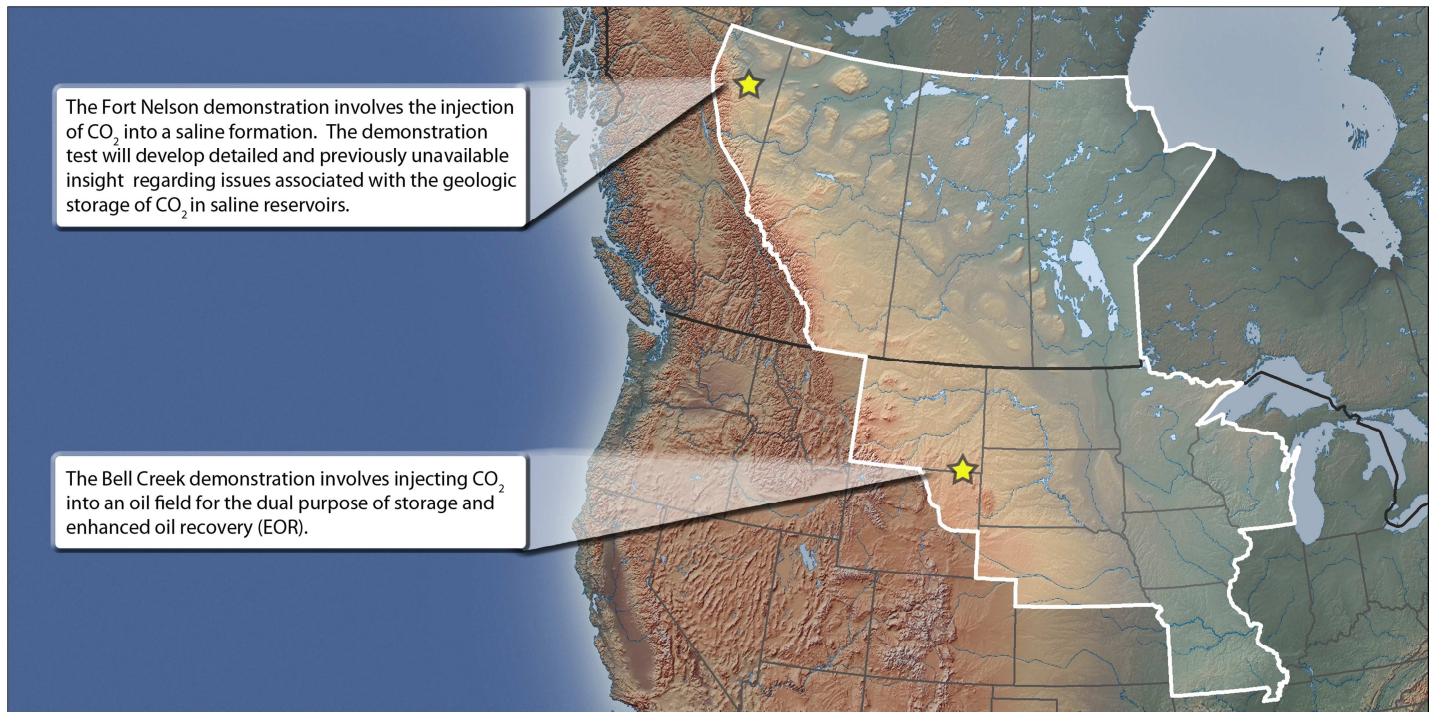 The Fort Nelson demonstration involves the injection
of CO₂ into a saline formation.  The demonstration
test will develop detailed and previously unavailable
insight  regarding issues associated with the geologic
storage of CO₂ in saline reservoirs.
The Bell Creek demonstration involves injecting CO₂
into an oil field for the dual purpose of storage and
enhanced oil recovery (EOR).